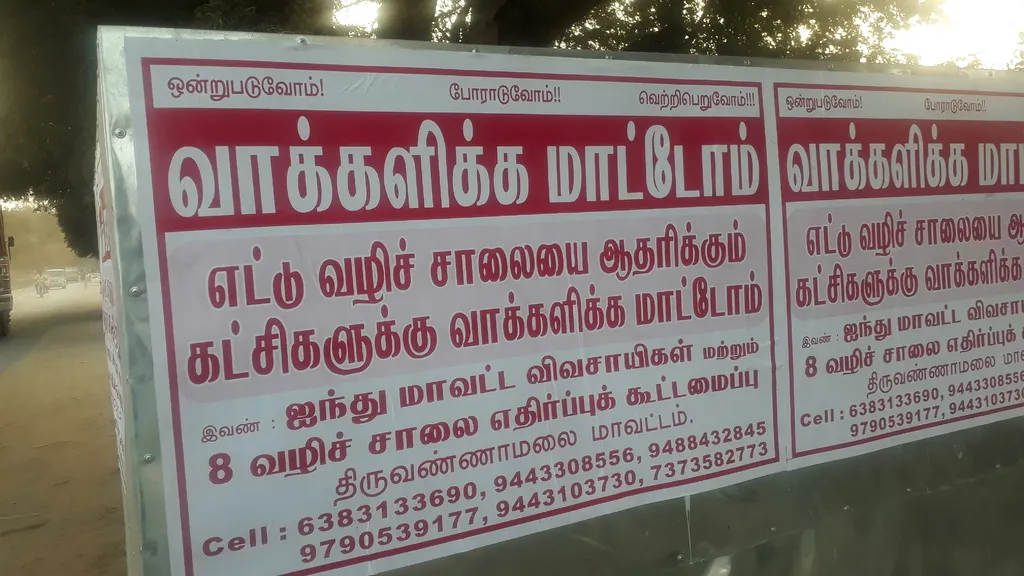 ஒன்றுபடுவோம்! போராடுவோம்!! வெற்றிபெறுவோம்!!!
வாக்களிக்க மாட்டோம்
எட்டு வழிச் சாலையை ஆதரிக்கும்
கட்சிகளுக்கு வாக்களிக்க மாட்டோம்
இவண் : ஐந்து மாவட்ட விவசாயிகள் மற்றும்
8 வழிச் சாலை எதிர்ப்புக் கூட்டமைப்பு
திருவண்ணாமலை மாவட்டம்.
Cell : 6383133690, 9443308556, 9488432845
9790539177, 9443103730, 7373582773
ஒன்றுபடுவோம்! போராடுவோம்!!
வாக்களிக்க
எட்டு வழிச் சாலையை
கட்சிகளுக்கு வாக்களிக்க
இவண் : ஐந்து மாவட்ட
8 வழிச் சாலை எதிர்ப்புக்
திருவண்ணாமலை
Cell : 6383133690,
9790539177, 9443103730